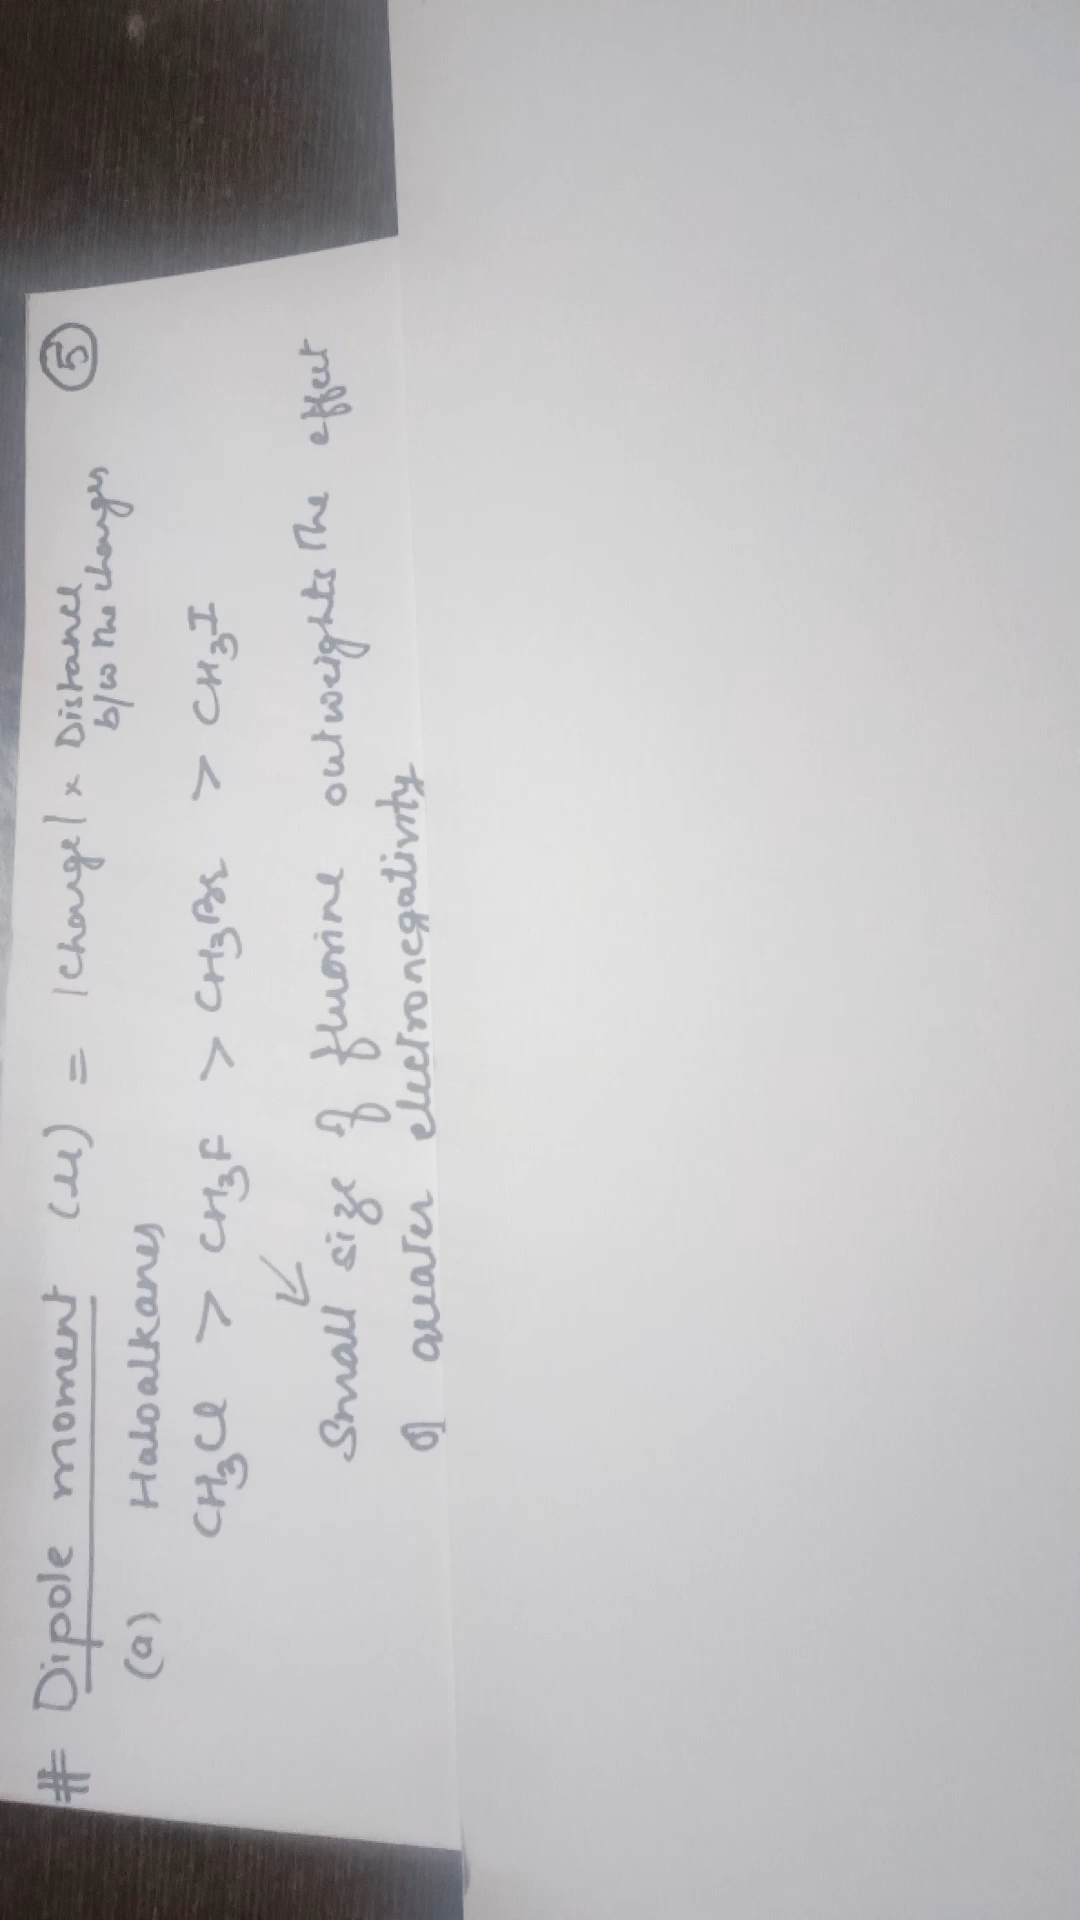 # Dipole moment (μ) = |charge| x Distance
b/w the charges
5
(a) Haloalkanes
CH3Cl > CH3F > CH3Br > CH3I
↙
Small size of fluorine outweights the effect
of greater electronegativity